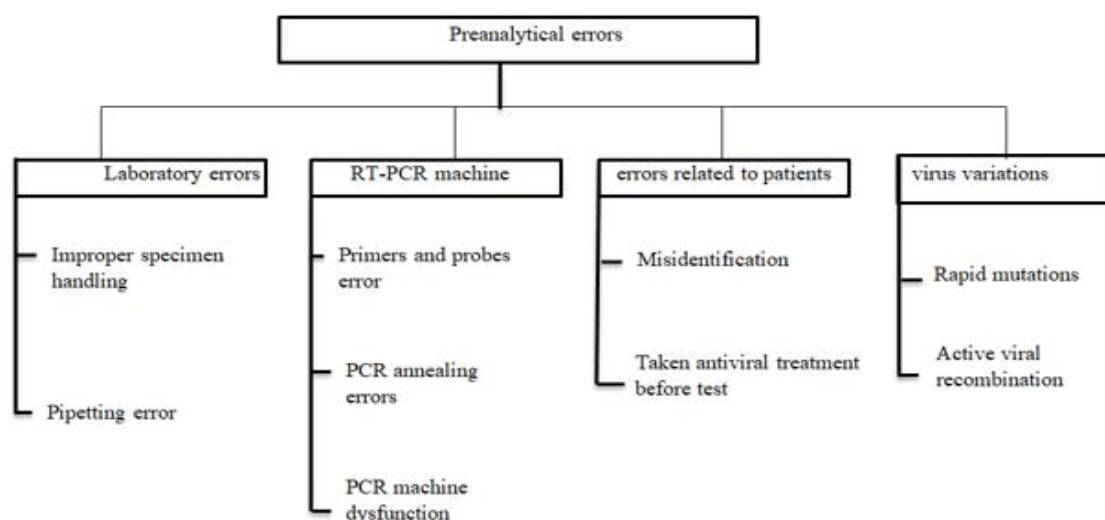 Preanalytical errors
Laboratory errors
Improper specimen
handling
Pipetting error
RT-PCR machine
Primers and probes
error
PCR annealing
errors
PCR machine
dysfunction
errors related to patients
Misidentification
Taken antiviral treatment
before test
virus variations
Rapid mutations
Active viral
recombination